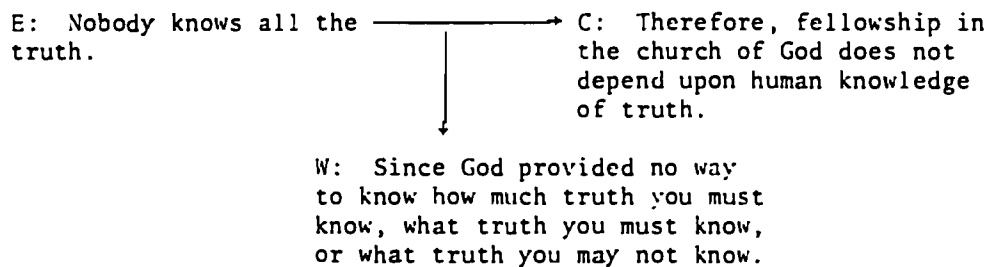 E: Nobody knows all the
truth.
C: Therefore, fellowship in
the church of God does not
depend upon human knowledge
of truth.
W: Since God provided no way
to know how much truth you must
know, what truth you must know,
or what truth you may not know.